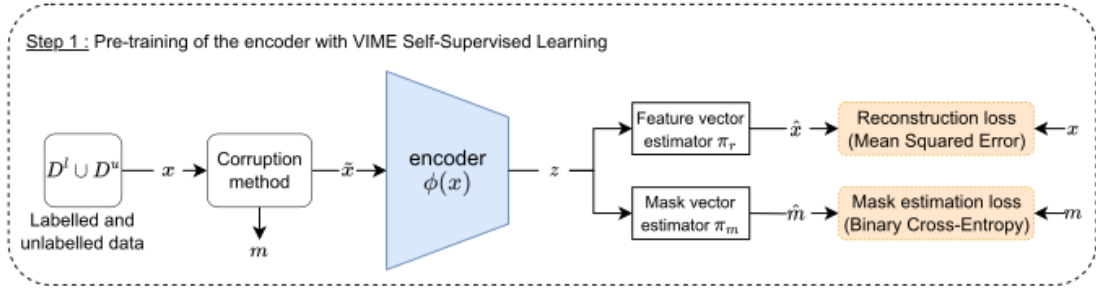 Step 1 : Pre-training of the encoder with VIME Self-Supervised Learning
D^l ∪ D^u
Labelled and
unlabelled data
x
Corruption
method
m
x̃
encoder
ϕ(x)
z
Feature vector
estimator π_r
x̂
Reconstruction loss
(Mean Squared Error)
x
Mask vector
estimator π_m
m̂
Mask estimation loss
(Binary Cross-Entropy)
m